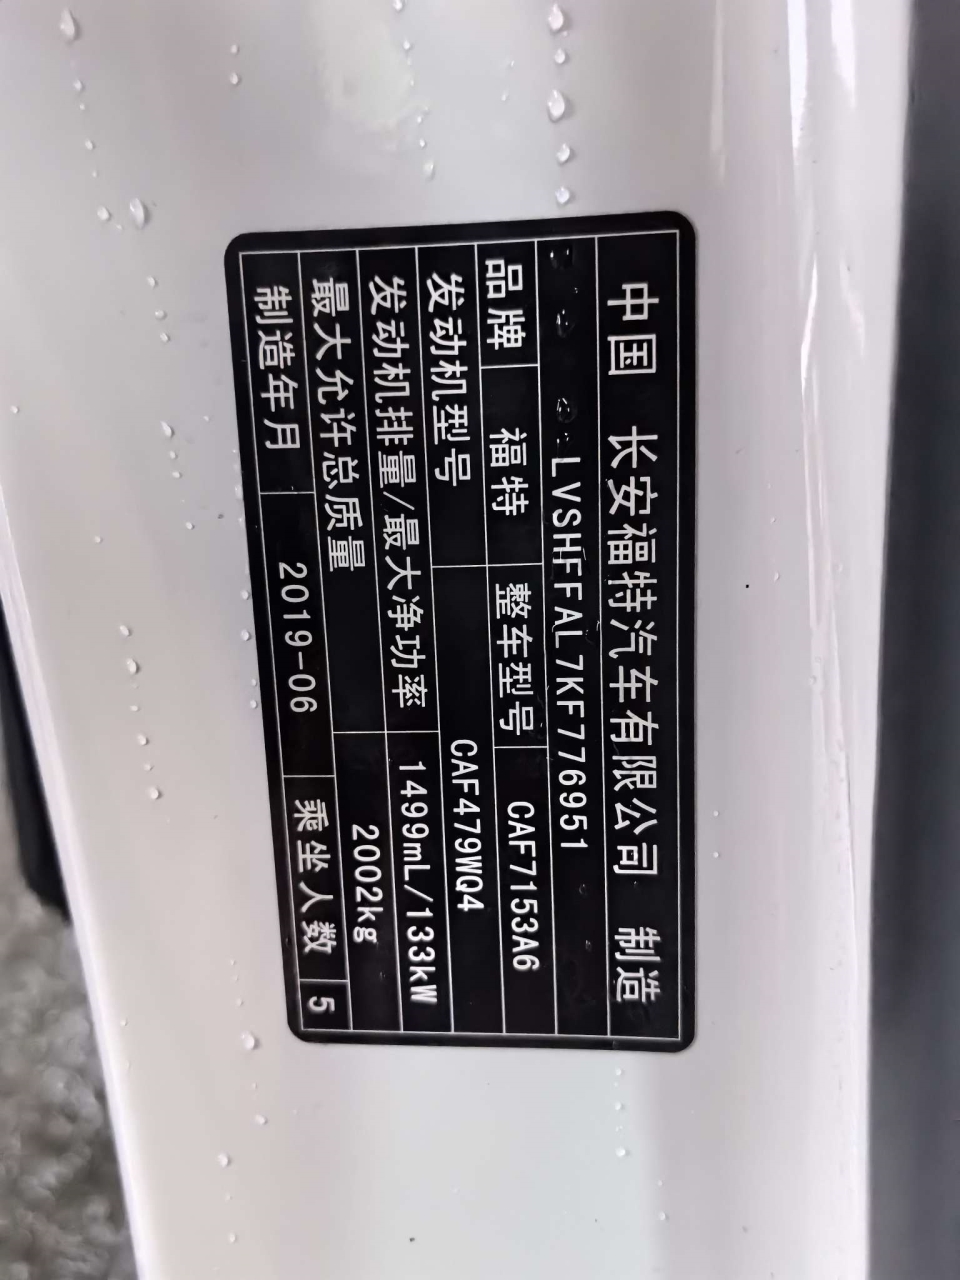 中国 长安福特汽车有限公司 制造
LVSHFFAL7KF776951
品牌 福特 整车型号 CAF7153A6
发动机型号 CAF479WQ4
发动机排量/最大净功率 1499mL/133kW
最大允许总质量 2002kg
制造年月 2019-06 乘坐人数 5